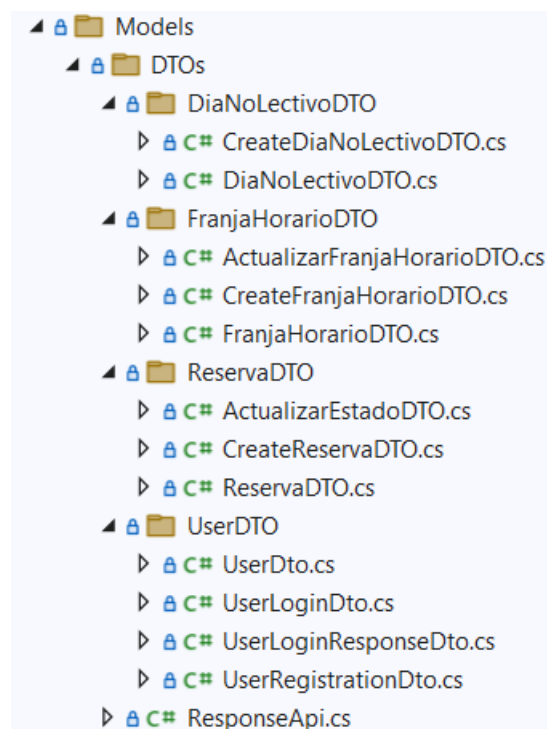 Models
DTOs
DiaNoLectivoDTO
C# CreateDiaNoLectivoDTO.cs
C# DiaNoLectivoDTO.cs
FranjaHorarioDTO
C# ActualizarFranjaHorarioDTO.cs
C# CreateFranjaHorarioDTO.cs
C# FranjaHorarioDTO.cs
ReservaDTO
C# ActualizarEstadoDTO.cs
C# CreateReservaDTO.cs
C# ReservaDTO.cs
UserDTO
C# UserDto.cs
C# UserLoginDto.cs
C# UserLoginResponseDto.cs
C# UserRegistrationDto.cs
C# ResponseApi.cs